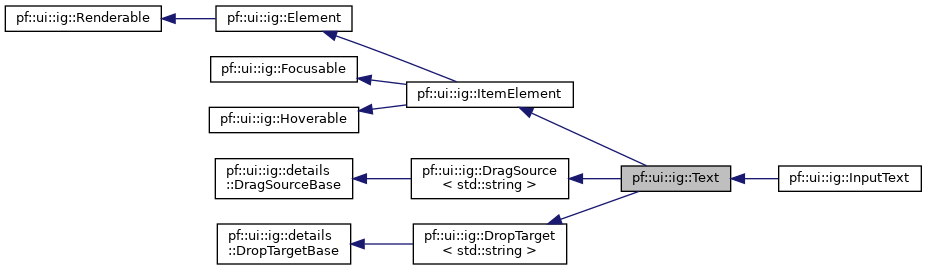 pf::ui::ig::Renderable
pf::ui::ig::Element
pf::ui::ig::Focusable
pf::ui::ig::ItemElement
pf::ui::ig::Hoverable
pf::ui::ig::details
::DragSourceBase
pf::ui::ig::DragSource
< std::string >
pf::ui::ig::Text
pf::ui::ig::InputText
pf::ui::ig::details
::DropTargetBase
pf::ui::ig::DropTarget
< std::string >